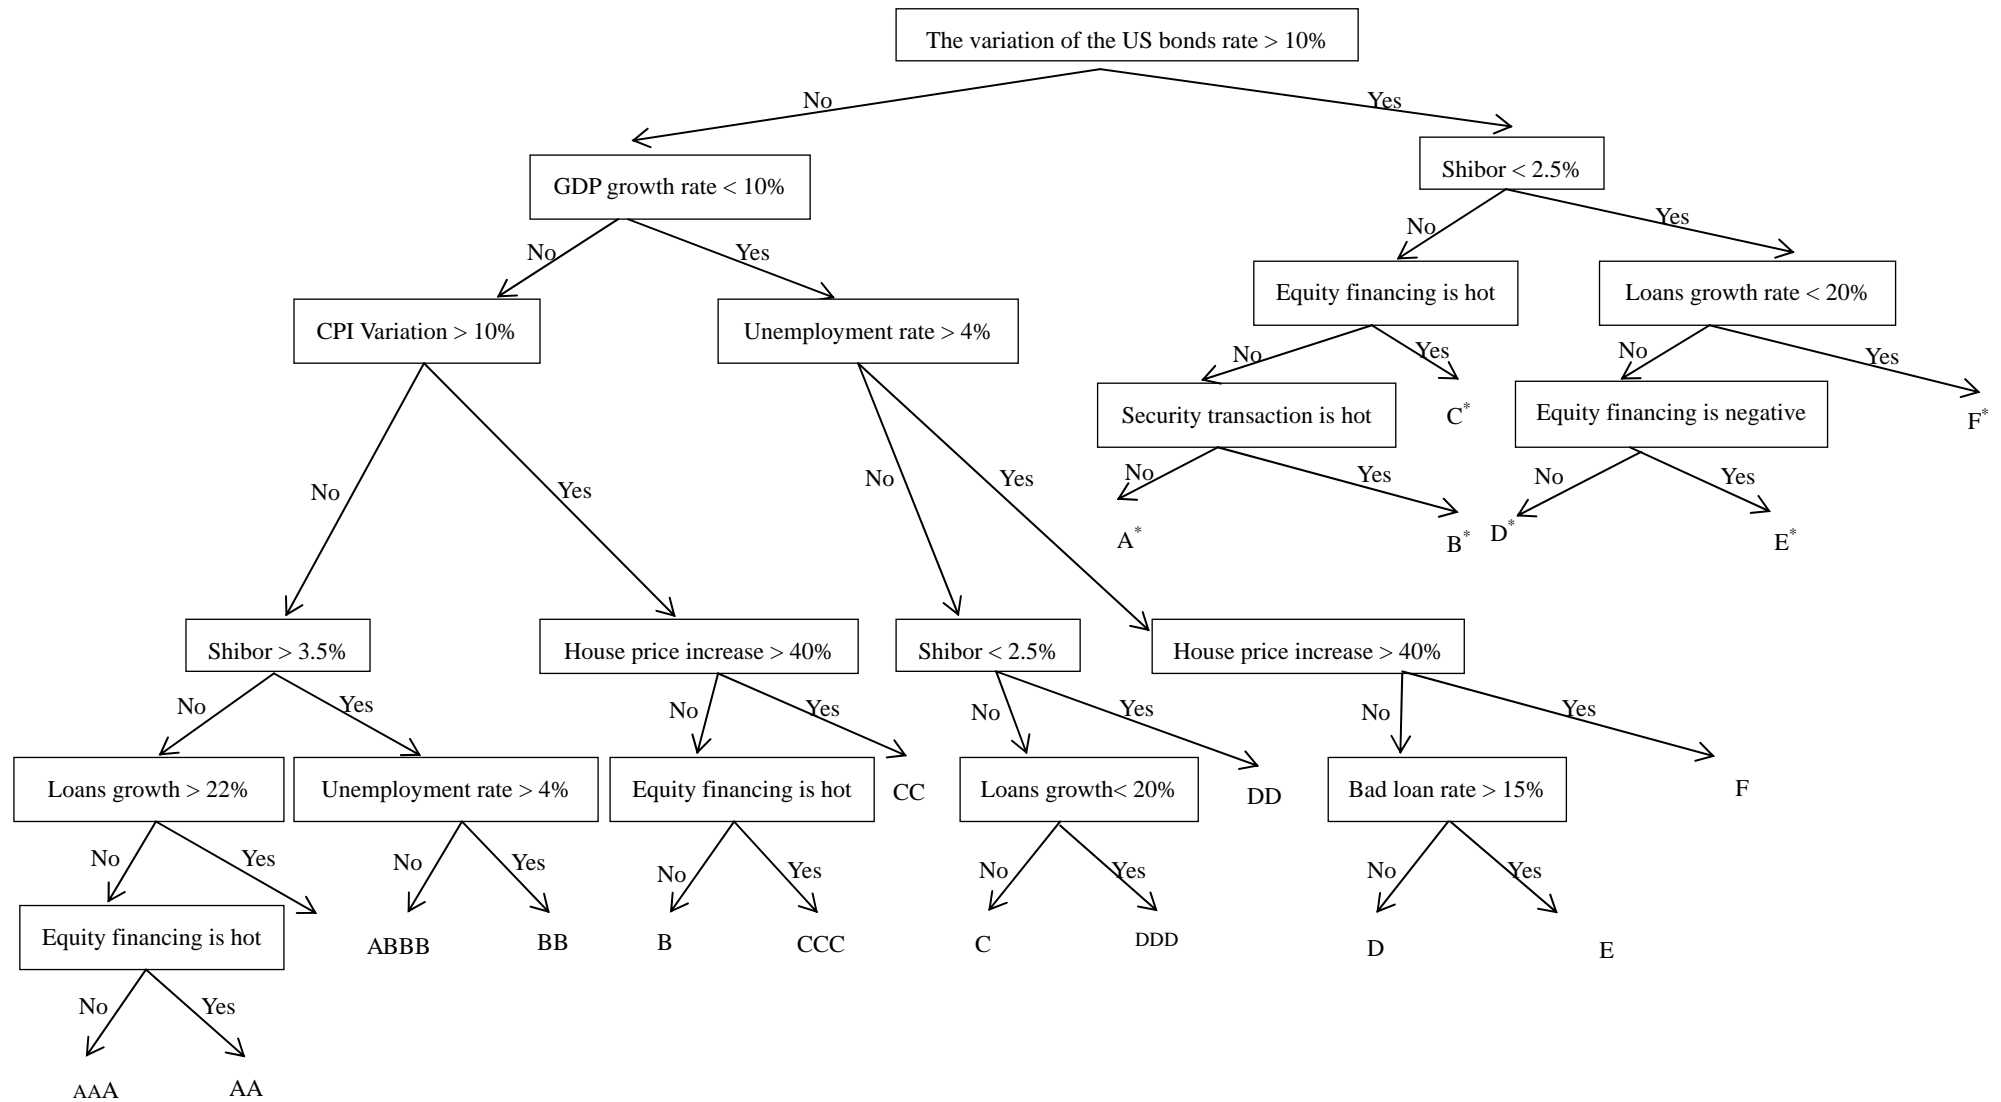 The variation of the US bonds rate > 10%
No
Yes
GDP growth rate < 10%
Shibor < 2.5%
No
Yes
No
Yes
CPI Variation > 10%
Unemployment rate > 4%
Equity financing is hot
Loans growth rate < 20%
No
Yes
No
Yes
Security transaction is hot
C*
Equity financing is negative
F*
No
Yes
No
Yes
No
Yes
No
Yes
A*
B*
D*
E*
Shibor > 3.5%
House price increase > 40%
Shibor < 2.5%
House price increase > 40%
No
Yes
No
Yes
No
Yes
No
Yes
Loans growth > 22%
Unemployment rate > 4%
Equity financing is hot
CC
Loans growth< 20%
DD
Bad loan rate > 15%
F
No
Yes
No
Yes
No
Yes
No
Yes
No
Yes
Equity financing is hot
ABBB
BB
B
CCC
C
DDD
D
E
No
Yes
AAA
AA